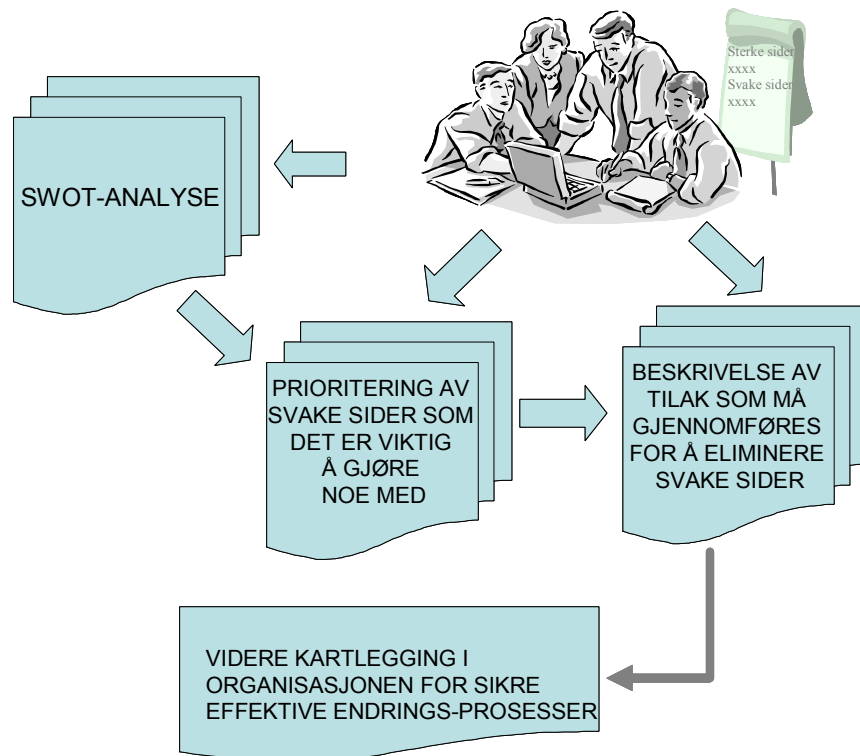 Sterke sider
xxxx
Svake sider
xxxx
SWOT-ANALYSE
PRIORITERING AV
SVAKE SIDER SOM
DET ER VIKTIG
Å GJØRE
NOE MED
BESKRIVELSE AV
TILAK SOM MÅ
GJENNOMFØRES
FOR Å ELIMINERE
SVAKE SIDER
VIDERE KARTLEGGING I
ORGANISASJONEN FOR SIKRE
EFFEKTIVE ENDRINGS-PROSESSER